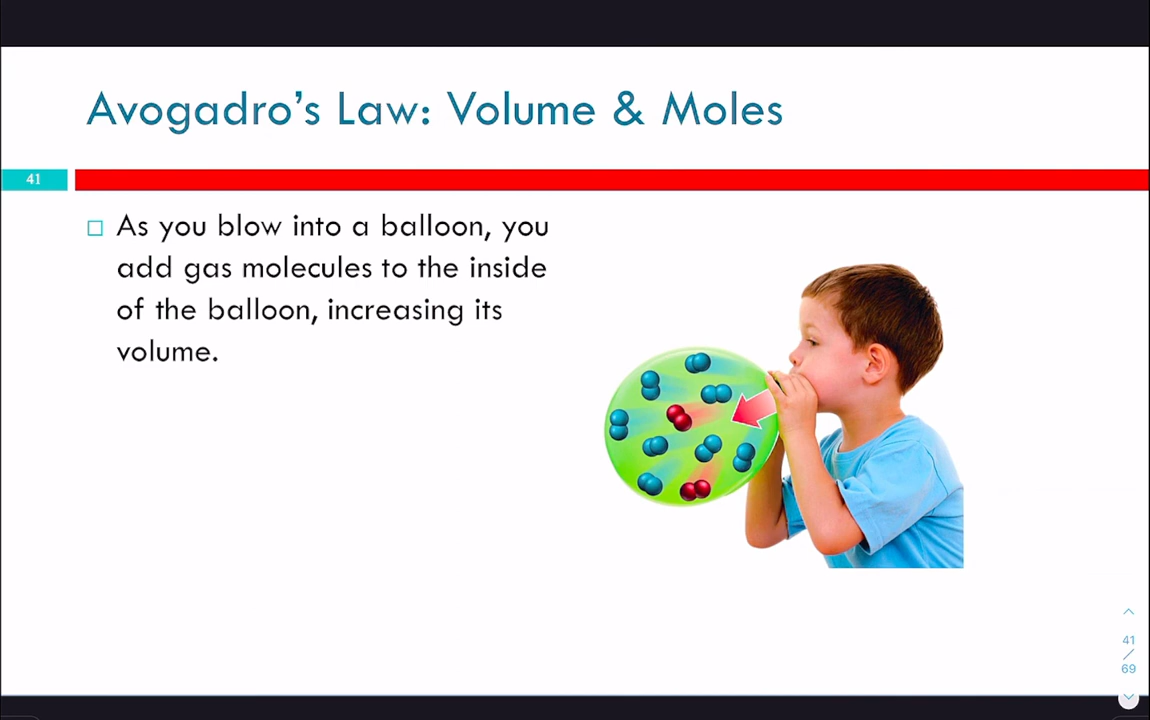 Avogadro's Law: Volume & Moles
41
As you blow into a balloon, you
add gas molecules to the inside
of the balloon, increasing its
volume.
41
/
69